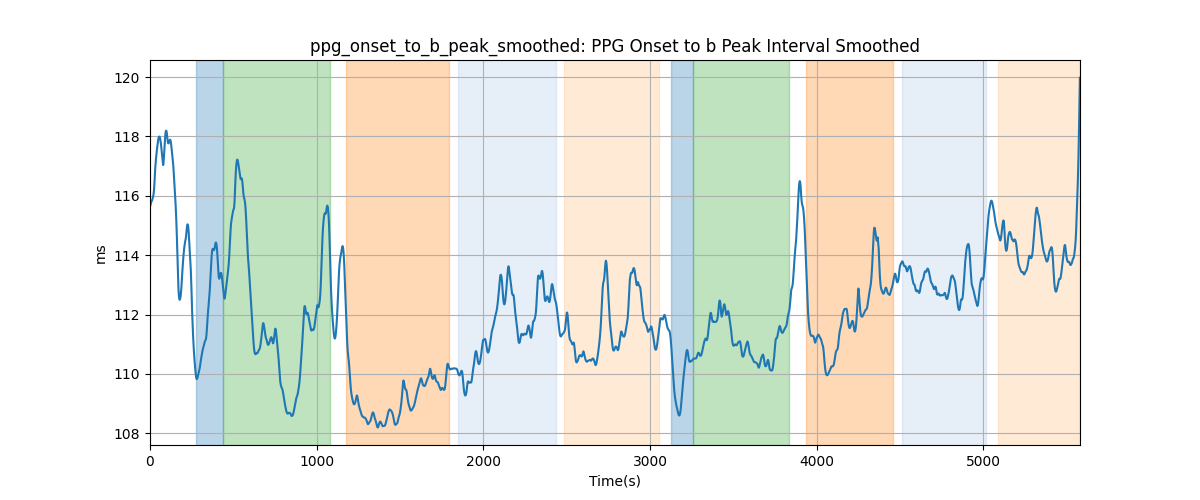 ppg_onset_to_b_peak_smoothed: PPG Onset to b Peak Interval Smoothed
120
118
116
114
112
110
108
ms
0 1000 2000 3000 4000 5000
Time(s)